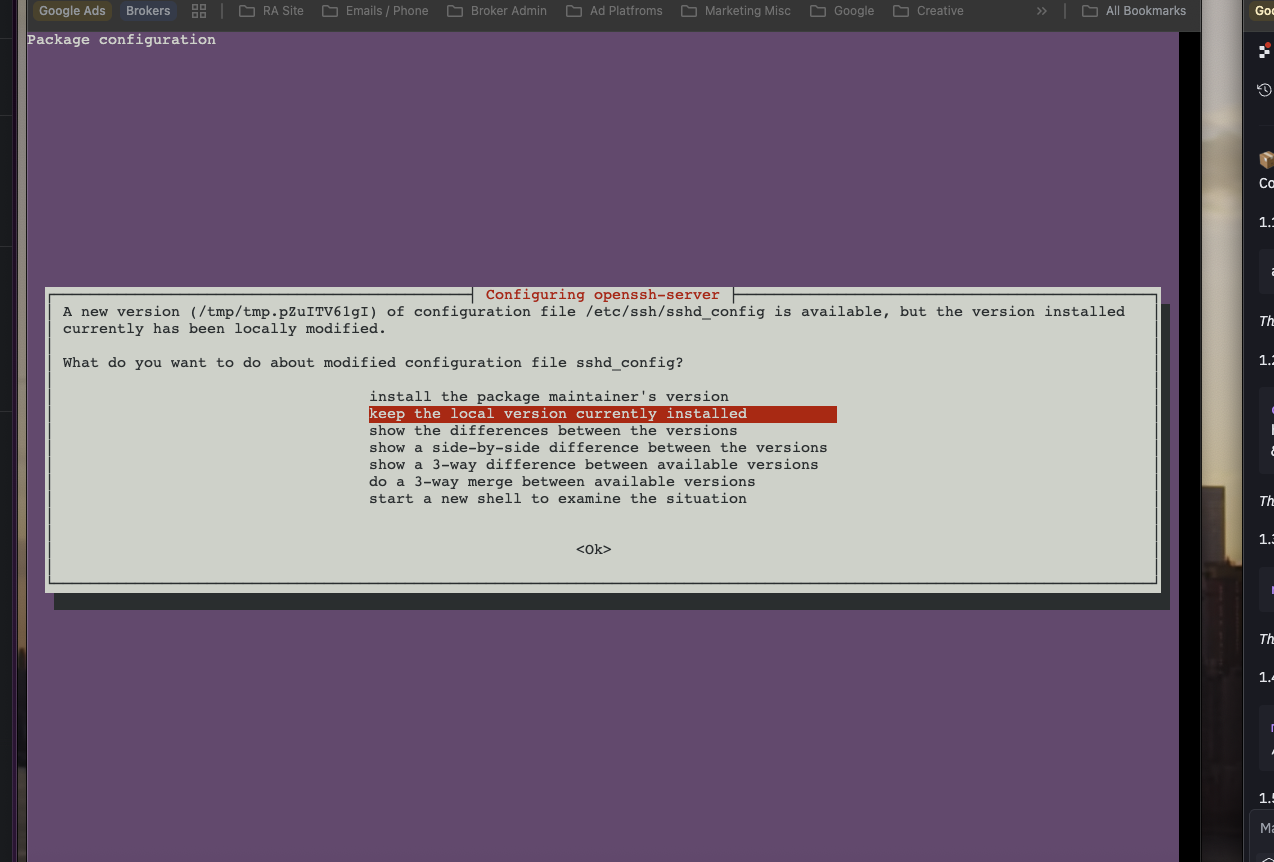 Google Ads Brokers RA Site Emails / Phone Broker Admin Ad Platfroms Marketing Misc Google Creative >> All Bookmarks
Package configuration
Configuring openssh-server
A new version (/tmp/tmp.pZuITV61gI) of configuration file /etc/ssh/sshd_config is available, but the version installed
currently has been locally modified.
What do you want to do about modified configuration file sshd_config?
install the package maintainer's version
keep the local version currently installed
show the differences between the versions
show a side-by-side difference between the versions
show a 3-way difference between available versions
do a 3-way merge between available versions
start a new shell to examine the situation
<Ok>
Goo
Co
1.1
Th
1.2
Th
1.3
Th
1.4
1.5
Ma